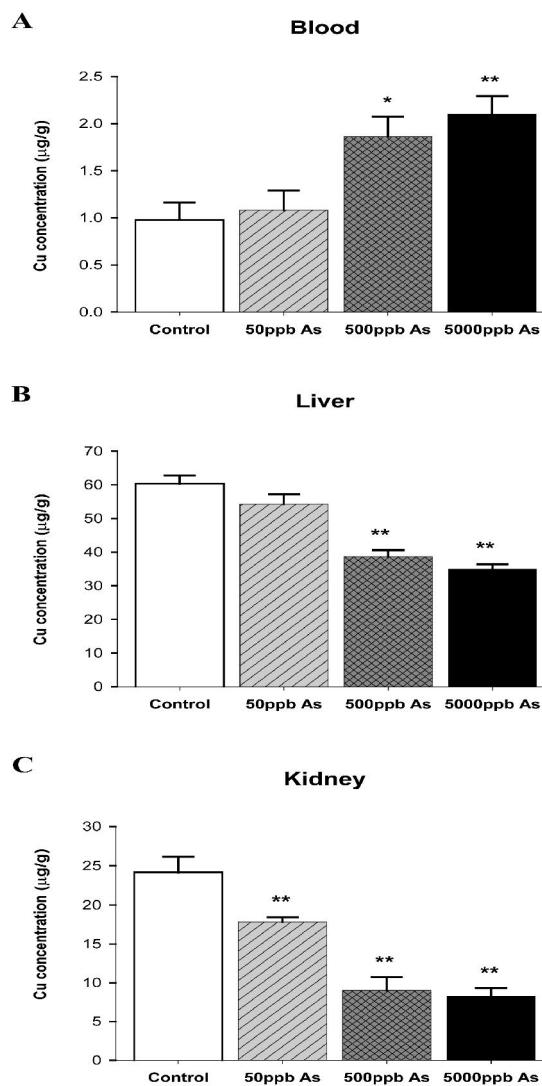 A
Blood
Cu concentration (μg/g)
2.5
2.0
1.5
1.0
0.5
0.0
*
**
Control 50ppb As 500ppb As 5000ppb As
B
Liver
Cu concentration (μg/g)
70
60
50
40
30
20
10
0
**
**
Control 50ppb As 500ppb As 5000ppb As
C
Kidney
Cu concentration (μg/g)
30
25
20
15
10
5
0
**
**
**
Control 50ppb As 500ppb As 5000ppb As